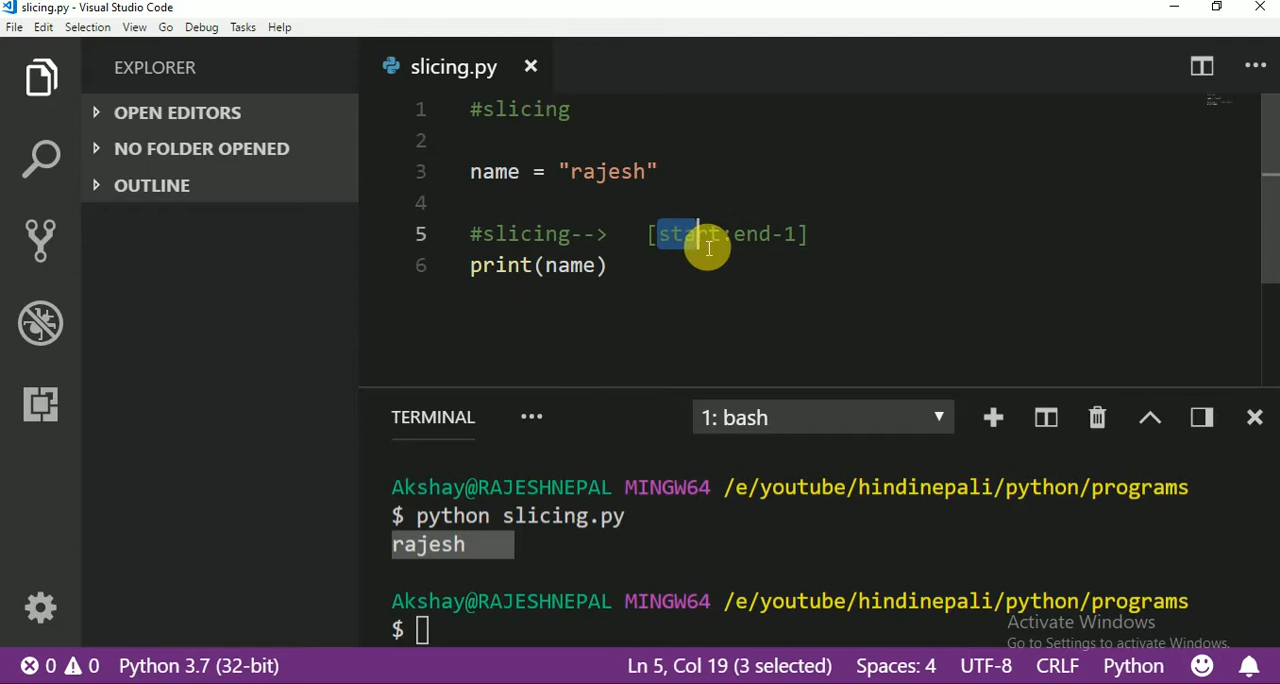 slicing.py - Visual Studio Code
File Edit Selection View Go Debug Tasks Help
EXPLORER
OPEN EDITORS
NO FOLDER OPENED
OUTLINE
slicing.py
1 #slicing
2
3 name = "rajesh"
4
5 #slicing--> [start:end-1]
6 print(name)
TERMINAL
1: bash
Akshay@RAJESHNEPAL MINGW64 /e/youtube/hindinepali/python/programs
$ python slicing.py
rajesh
Akshay@RAJESHNEPAL MINGW64 /e/youtube/hindinepali/python/programs
$
Activate Windows
Go to Settings to activate Windows.
0 0 Python 3.7 (32-bit) Ln 5, Col 19 (3 selected) Spaces: 4 UTF-8 CRLF Python